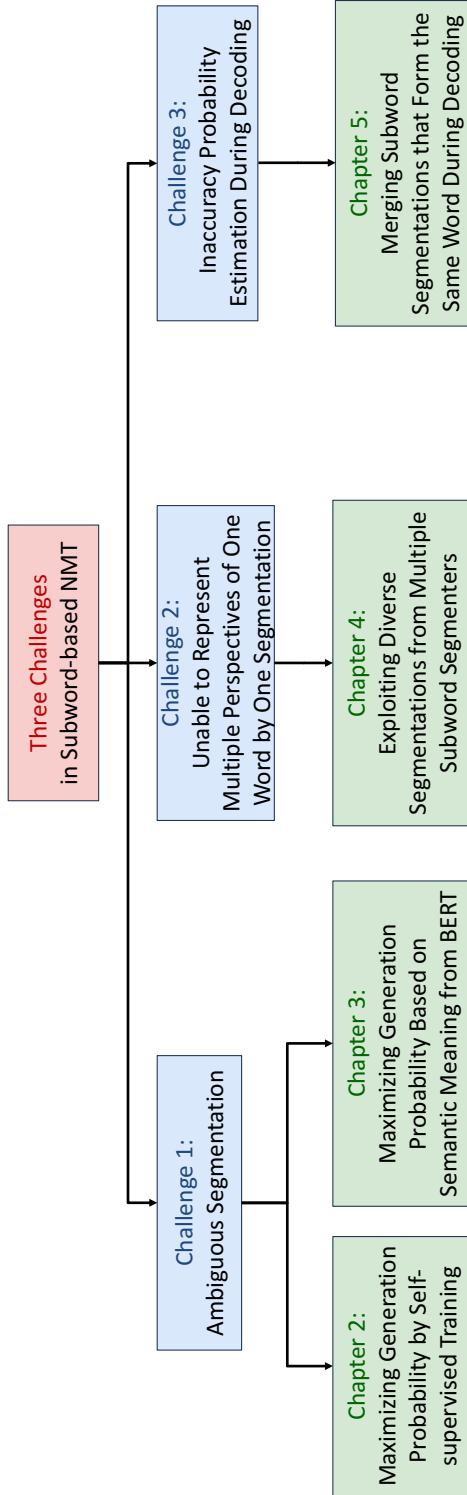 Three Challenges
in Subword-based NMT
Challenge 1:
Ambiguous Segmentation
Challenge 2:
Unable to Represent
Multiple Perspectives of One
Word by One Segmentation
Challenge 3:
Inaccuracy Probability
Estimation During Decoding
Chapter 2:
Maximizing Generation
Probability by Self-
supervised Training
Chapter 3:
Maximizing Generation
Probability Based on
Semantic Meaning from BERT
Chapter 4:
Exploiting Diverse
Segmentations from Multiple
Subword Segmenters
Chapter 5:
Merging Subword
Segmentations that Form the
Same Word During Decoding